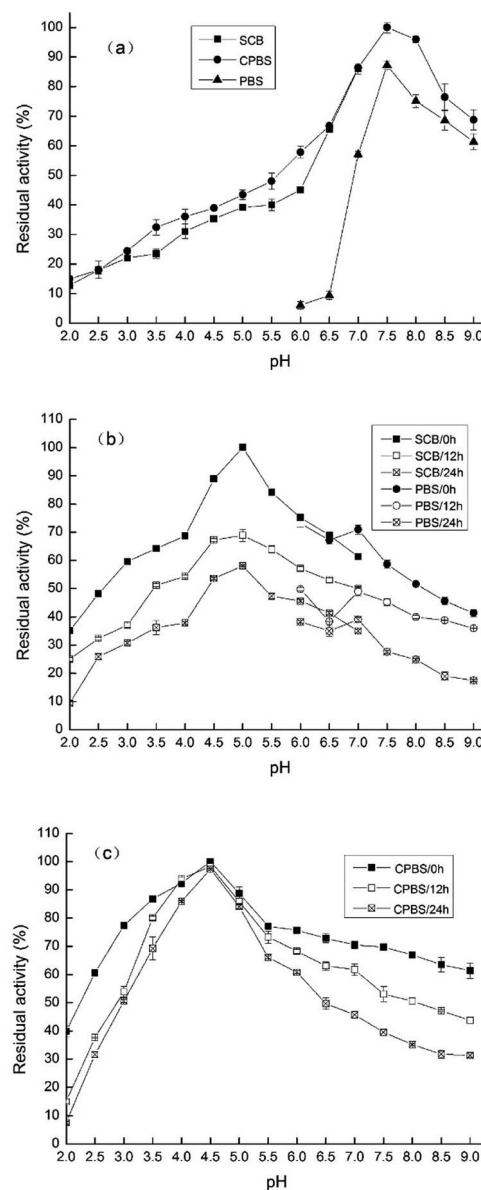 (a)
SCB
CPBS
PBS
Residual activity (%)
100
90
80
70
60
50
40
30
20
10
0
2.0 2.5 3.0 3.5 4.0 4.5 5.0 5.5 6.0 6.5 7.0 7.5 8.0 8.5 9.0
pH
(b)
SCB/0h
SCB/12h
SCB/24h
PBS/0h
PBS/12h
PBS/24h
Residual activity (%)
110
100
90
80
70
60
50
40
30
20
10
0
2.0 2.5 3.0 3.5 4.0 4.5 5.0 5.5 6.0 6.5 7.0 7.5 8.0 8.5 9.0
pH
(c)
CPBS/0h
CPBS/12h
CPBS/24h
Residual activity (%)
110
100
90
80
70
60
50
40
30
20
10
0
2.0 2.5 3.0 3.5 4.0 4.5 5.0 5.5 6.0 6.5 7.0 7.5 8.0 8.5 9.0
pH